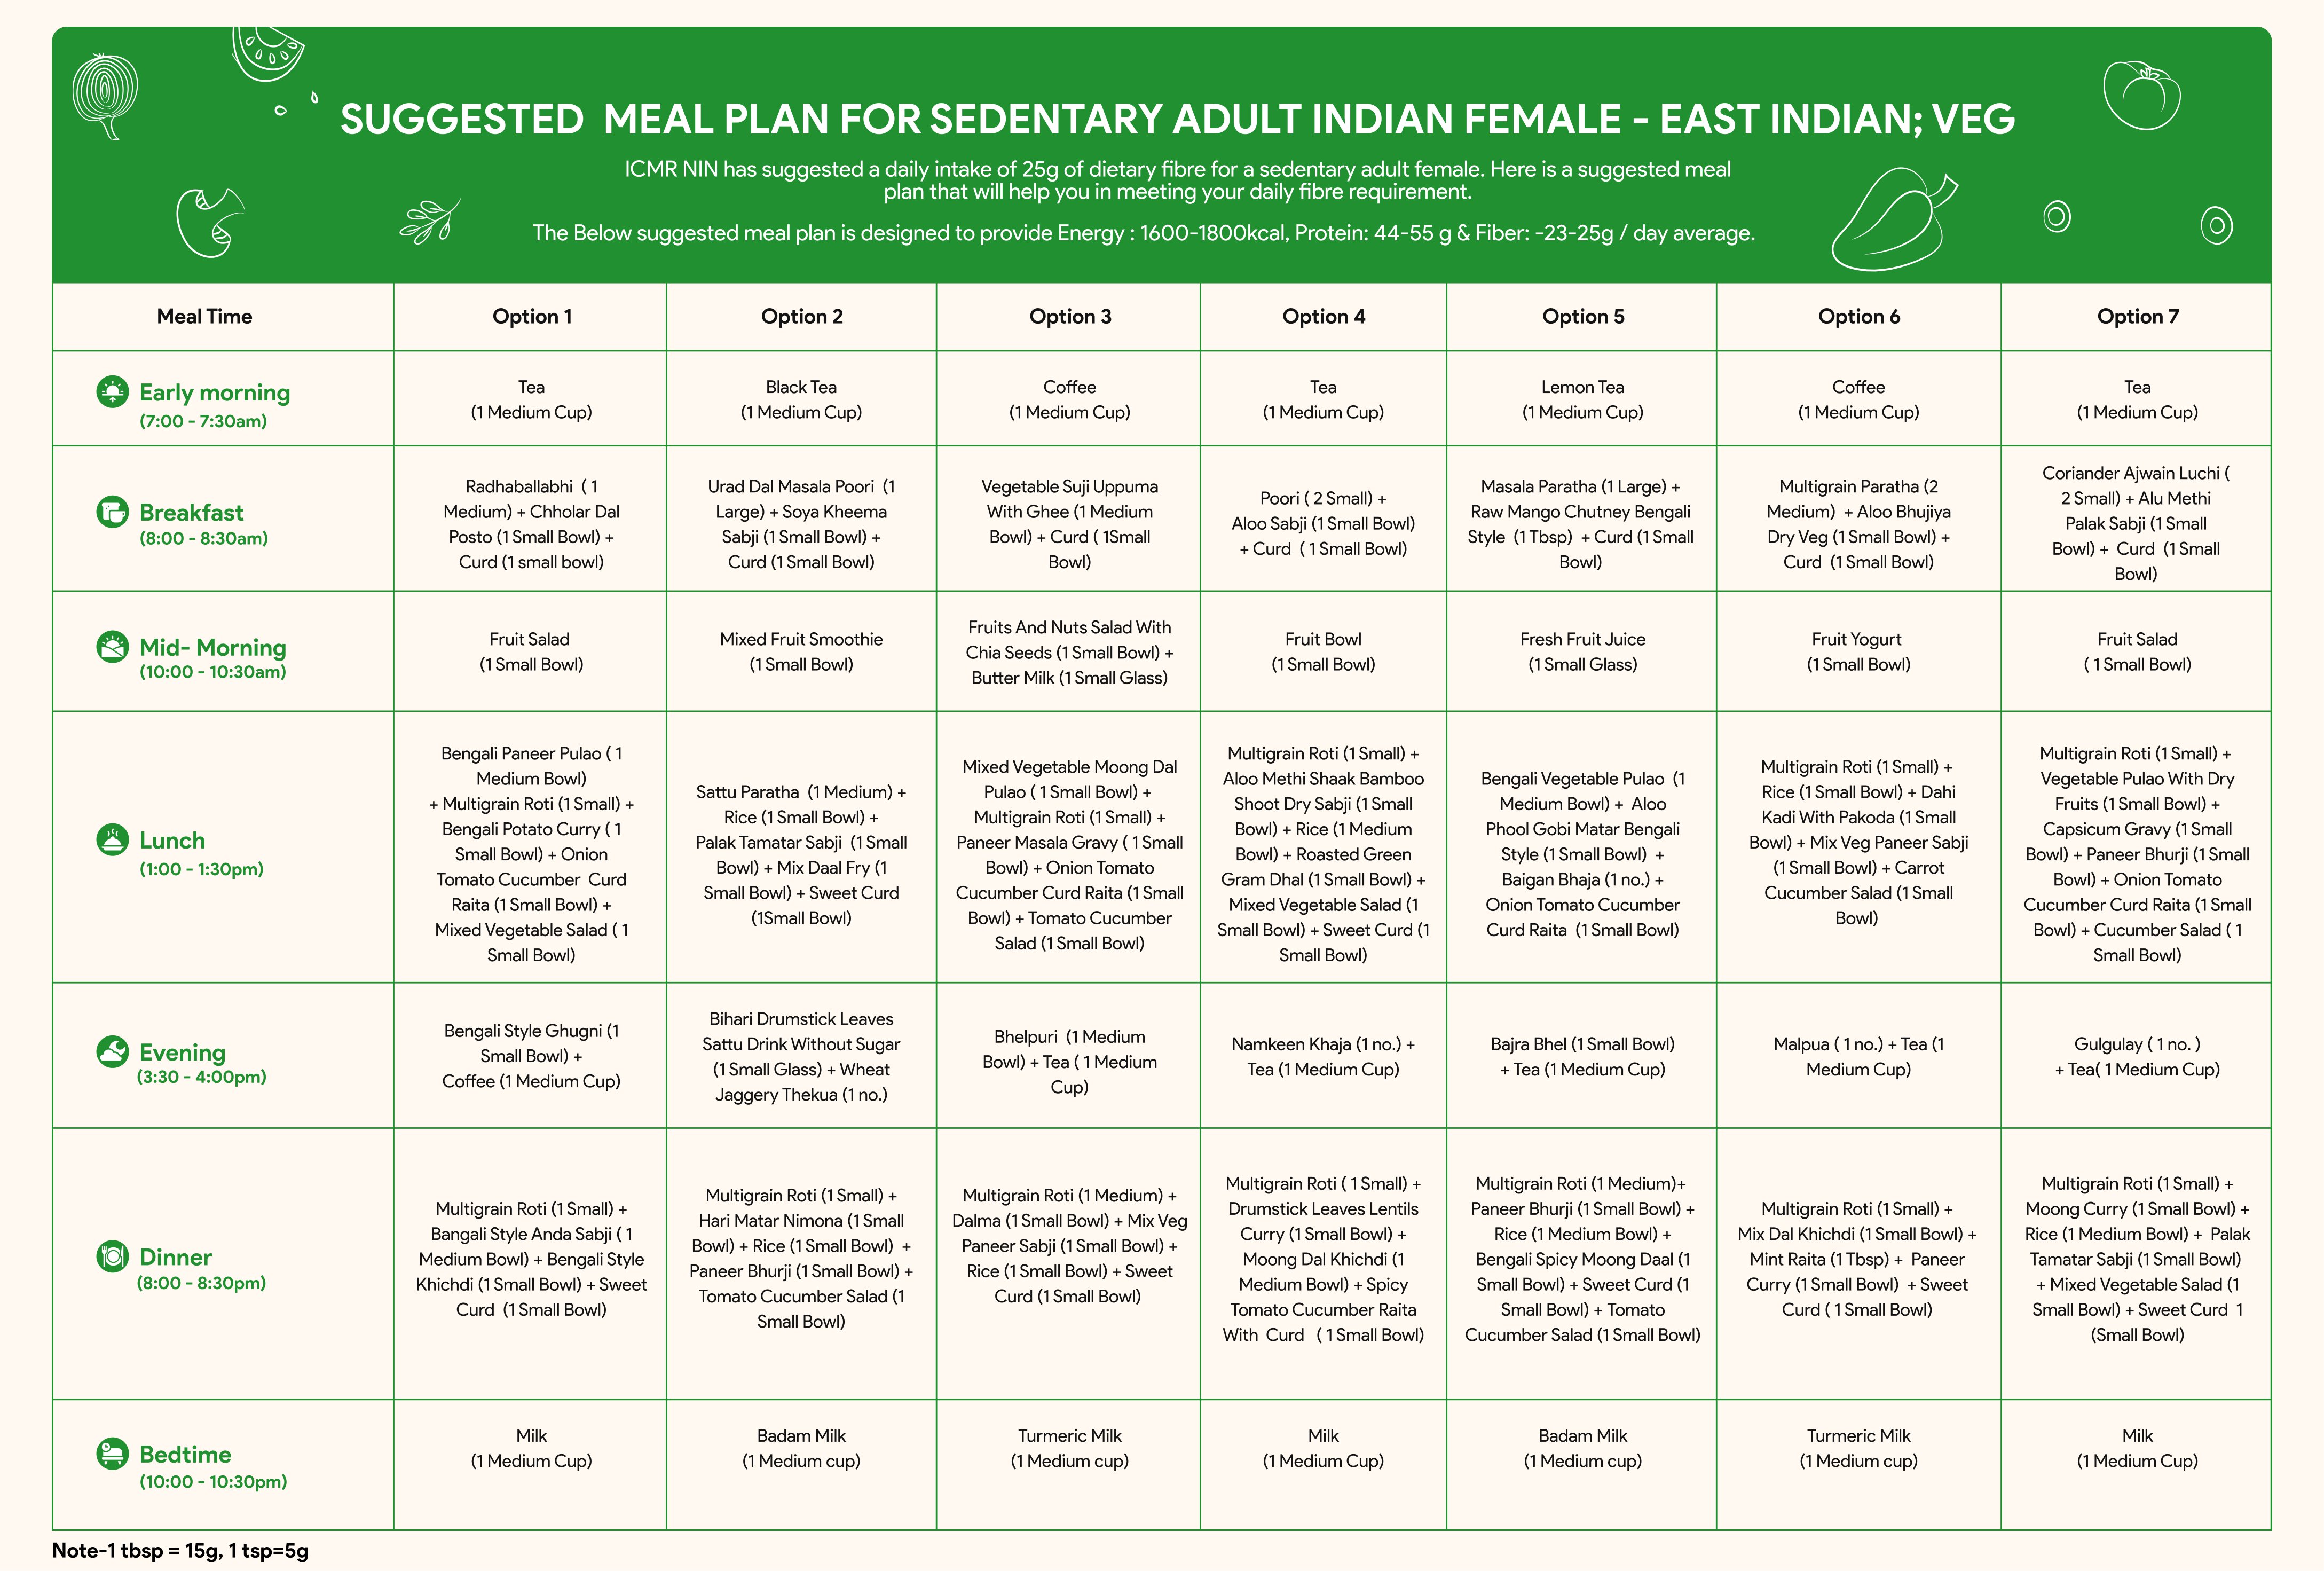 SUGGESTED MEAL PLAN FOR SEDENTARY ADULT INDIAN FEMALE - EAST INDIAN; VEG
ICMR NIN has suggested a daily intake of 25g of dietary fibre for a sedentary adult female. Here is a suggested meal
plan that will help you in meeting your daily fibre requirement.
The Below suggested meal plan is designed to provide Energy : 1600-1800kcal, Protein: 44-55 g & Fiber: -23-25g / day average.
Meal Time
Option 1
Option 2
Option 3
Option 4
Option 5
Option 6
Option 7
Early morning
(7:00 - 7:30am)
Tea
(1 Medium Cup)
Black Tea
(1 Medium Cup)
Coffee
(1 Medium Cup)
Tea
(1 Medium Cup)
Lemon Tea
(1 Medium Cup)
Coffee
(1 Medium Cup)
Tea
(1 Medium Cup)
Breakfast
(8:00 - 8:30am)
Radhaballabhi ( 1
Medium) + Chholar Dal
Posto (1 Small Bowl) +
Curd (1 small bowl)
Urad Dal Masala Poori (1
Large) + Soya Kheema
Sabji (1 Small Bowl) +
Curd (1 Small Bowl)
Vegetable Suji Uppuma
With Ghee (1 Medium
Bowl) + Curd ( 1Small
Bowl)
Poori ( 2 Small) +
Aloo Sabji (1 Small Bowl)
+ Curd ( 1 Small Bowl)
Masala Paratha (1 Large) +
Raw Mango Chutney Bengali
Style (1 Tbsp) + Curd (1 Small
Bowl)
Multigrain Paratha (2
Medium) + Aloo Bhujiya
Dry Veg (1 Small Bowl) +
Curd (1 Small Bowl)
Coriander Ajwain Luchi (
2 Small) + Alu Methi
Palak Sabji (1 Small
Bowl) + Curd (1 Small
Bowl)
Mid- Morning
(10:00 - 10:30am)
Fruit Salad
(1 Small Bowl)
Mixed Fruit Smoothie
(1 Small Bowl)
Fruits And Nuts Salad With
Chia Seeds (1 Small Bowl) +
Butter Milk (1 Small Glass)
Fruit Bowl
(1 Small Bowl)
Fresh Fruit Juice
(1 Small Glass)
Fruit Yogurt
(1 Small Bowl)
Fruit Salad
( 1 Small Bowl)
Lunch
(1:00 - 1:30pm)
Bengali Paneer Pulao ( 1
Medium Bowl)
+ Multigrain Roti (1 Small) +
Bengali Potato Curry ( 1
Small Bowl) + Onion
Tomato Cucumber Curd
Raita (1 Small Bowl) +
Mixed Vegetable Salad ( 1
Small Bowl)
Sattu Paratha (1 Medium) +
Rice (1 Small Bowl) +
Palak Tamatar Sabji (1 Small
Bowl) + Mix Daal Fry (1
Small Bowl) + Sweet Curd
(1Small Bowl)
Mixed Vegetable Moong Dal
Pulao ( 1 Small Bowl) +
Multigrain Roti (1 Small) +
Paneer Masala Gravy ( 1 Small
Bowl) + Onion Tomato
Cucumber Curd Raita (1 Small
Bowl) + Tomato Cucumber
Salad (1 Small Bowl)
Multigrain Roti (1 Small) +
Aloo Methi Shaak Bamboo
Shoot Dry Sabji (1 Small
Bowl) + Rice (1 Medium
Bowl) + Roasted Green
Gram Dhal (1 Small Bowl) +
Mixed Vegetable Salad (1
Small Bowl) + Sweet Curd (1
Small Bowl)
Bengali Vegetable Pulao (1
Medium Bowl) + Aloo
Phool Gobi Matar Bengali
Style (1 Small Bowl) +
Baigan Bhaja (1 no.) +
Onion Tomato Cucumber
Curd Raita (1 Small Bowl)
Multigrain Roti (1 Small) +
Rice (1 Small Bowl) + Dahi
Kadi With Pakoda (1 Small
Bowl) + Mix Veg Paneer Sabji
(1 Small Bowl) + Carrot
Cucumber Salad (1 Small
Bowl)
Multigrain Roti (1 Small) +
Vegetable Pulao With Dry
Fruits (1 Small Bowl) +
Capsicum Gravy (1 Small
Bowl) + Paneer Bhurji (1 Small
Bowl) + Onion Tomato
Cucumber Curd Raita (1 Small
Bowl) + Cucumber Salad ( 1
Small Bowl)
Evening
(3:30 - 4:00pm)
Bengali Style Ghugni (1
Small Bowl) +
Coffee (1 Medium Cup)
Bihari Drumstick Leaves
Sattu Drink Without Sugar
(1 Small Glass) + Wheat
Jaggery Thekua (1 no.)
Bhelpuri (1 Medium
Bowl) + Tea ( 1 Medium
Cup)
Namkeen Khaja (1 no.) +
Tea (1 Medium Cup)
Bajra Bhel (1 Small Bowl)
+ Tea (1 Medium Cup)
Malpua ( 1 no.) + Tea (1
Medium Cup)
Gulgulay ( 1 no. )
+ Tea( 1 Medium Cup)
Dinner
(8:00 - 8:30pm)
Multigrain Roti (1 Small) +
Bangali Style Anda Sabji ( 1
Medium Bowl) + Bengali Style
Khichdi (1 Small Bowl) + Sweet
Curd (1 Small Bowl)
Multigrain Roti (1 Small) +
Hari Matar Nimona (1 Small
Bowl) + Rice (1 Small Bowl) +
Paneer Bhurji (1 Small Bowl) +
Tomato Cucumber Salad (1
Small Bowl)
Multigrain Roti (1 Medium) +
Dalma (1 Small Bowl) + Mix Veg
Paneer Sabji (1 Small Bowl) +
Rice (1 Small Bowl) + Sweet
Curd (1 Small Bowl)
Multigrain Roti ( 1 Small) +
Drumstick Leaves Lentils
Curry (1 Small Bowl) +
Moong Dal Khichdi (1
Medium Bowl) + Spicy
Tomato Cucumber Raita
With Curd ( 1 Small Bowl)
Multigrain Roti (1 Medium)+
Paneer Bhurji (1 Small Bowl) +
Rice (1 Medium Bowl) +
Bengali Spicy Moong Daal (1
Small Bowl) + Sweet Curd (1
Small Bowl) + Tomato
Cucumber Salad (1 Small Bowl)
Multigrain Roti (1 Small) +
Mix Dal Khichdi (1 Small Bowl) +
Mint Raita (1 Tbsp) + Paneer
Curry (1 Small Bowl) + Sweet
Curd ( 1 Small Bowl)
Multigrain Roti (1 Small) +
Moong Curry (1 Small Bowl) +
Rice (1 Medium Bowl) + Palak
Tamatar Sabji (1 Small Bowl)
+ Mixed Vegetable Salad (1
Small Bowl) + Sweet Curd 1
(Small Bowl)
Bedtime
(10:00 - 10:30pm)
Milk
(1 Medium Cup)
Badam Milk
(1 Medium cup)
Turmeric Milk
(1 Medium cup)
Milk
(1 Medium Cup)
Badam Milk
(1 Medium cup)
Turmeric Milk
(1 Medium cup)
Milk
(1 Medium Cup)
Note-1 tbsp = 15g, 1 tsp=5g